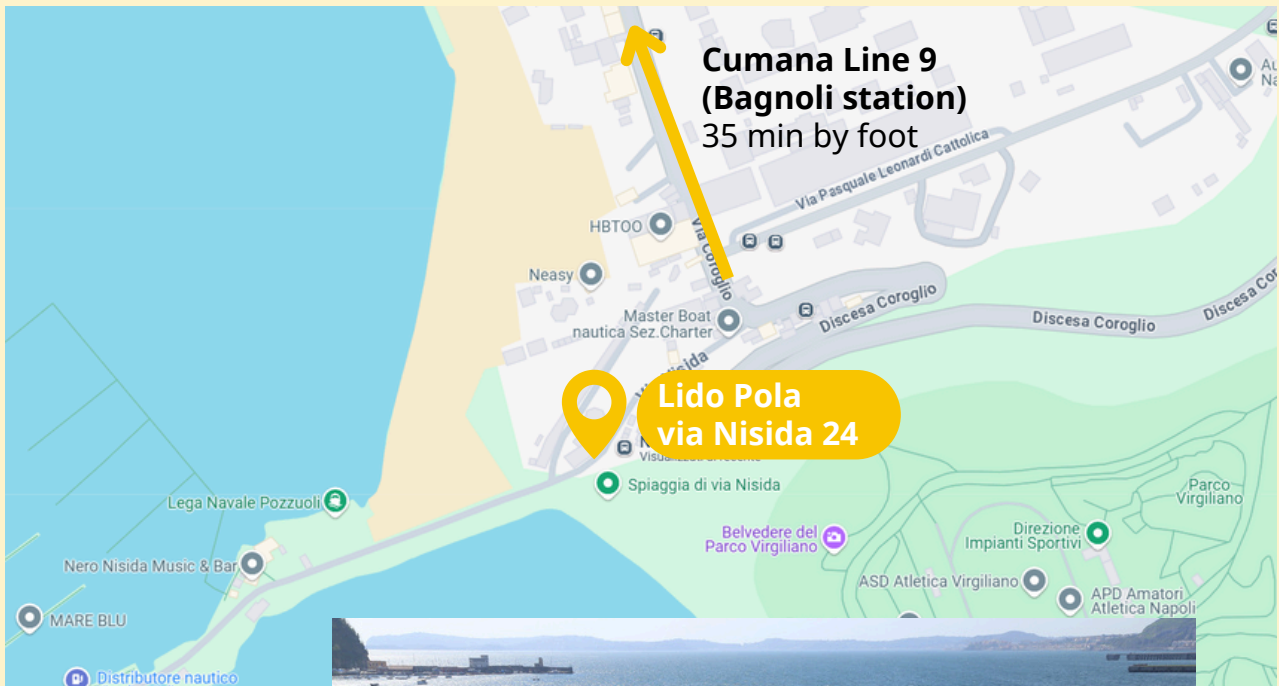 Cumana Line 9
(Bagnoli station)
35 min by foot
Via Pasquale Leonardi Cattolica
HBTOO
Via Coroglio
Neasy
Master Boat
nautica Sez.Charter
Discesa Coroglio
Discesa Coroglio
Lido Pola
via Nisida 24
Spiaggia di via Nisida
Lega Navale Pozzuoli
Parco
Virgiliano
Belvedere del
Parco Virgiliano
Direzione
Impianti Sportivi
Nero Nisida Music & Bar
ASD Atletica Virgiliano
APD Amatori
Atletica Napoli
MARE BLU
Distributore nautico